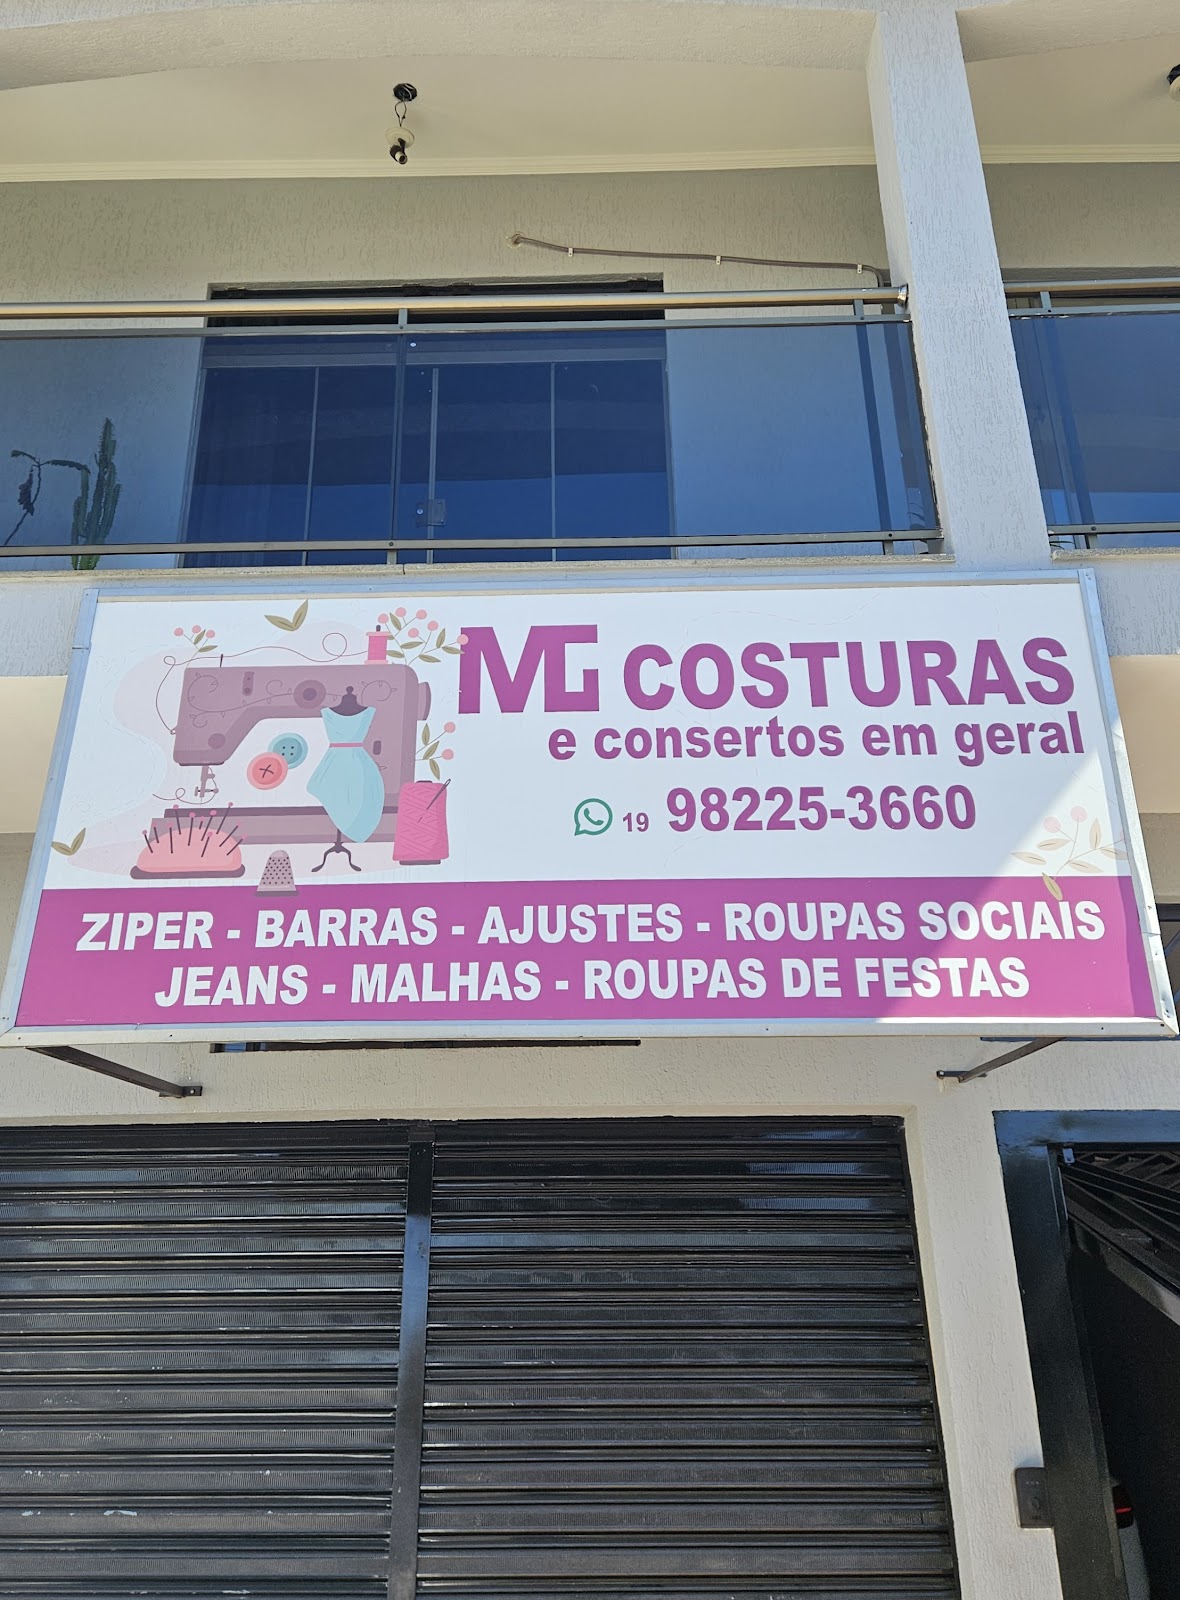 MG COSTURAS
e consertos em geral
19 98225-3660
ZIPER - BARRAS - AJUSTES - ROUPAS SOCIAIS
JEANS - MALHAS - ROUPAS DE FESTAS